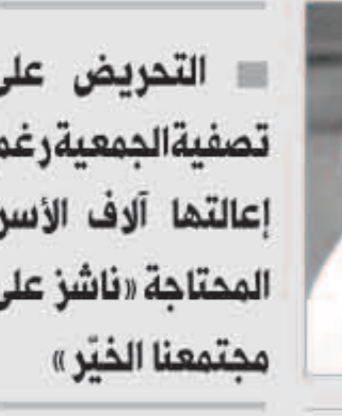 ■ التحريض على
تصفية الجمعية رغم
إعالتها آلاف الأسر
المحتاجة «ناشز على
مجتمعنا الخيّر»